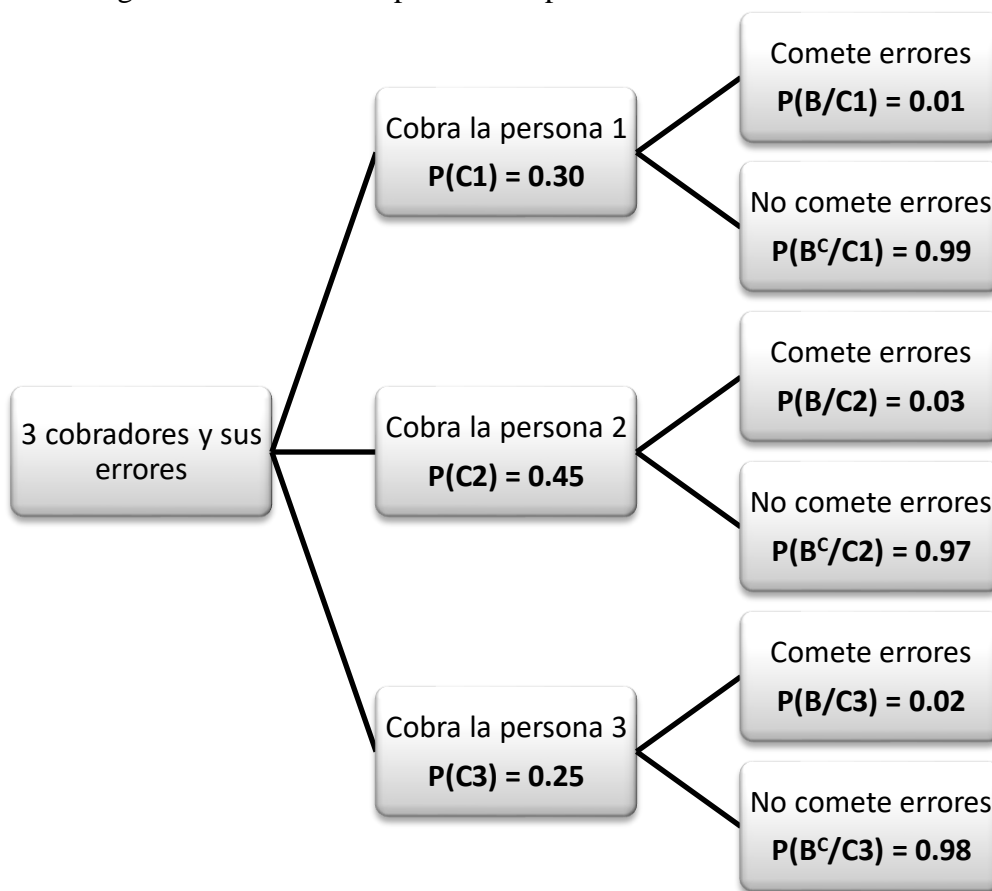 3 cobradores y sus
errores
Cobra la persona 1
P(C1) = 0.30
Comete errores
P(B/C1) = 0.01
No comete errores
P(Bᶜ/C1) = 0.99
Cobra la persona 2
P(C2) = 0.45
Comete errores
P(B/C2) = 0.03
No comete errores
P(Bᶜ/C2) = 0.97
Cobra la persona 3
P(C3) = 0.25
Comete errores
P(B/C3) = 0.02
No comete errores
P(Bᶜ/C3) = 0.98